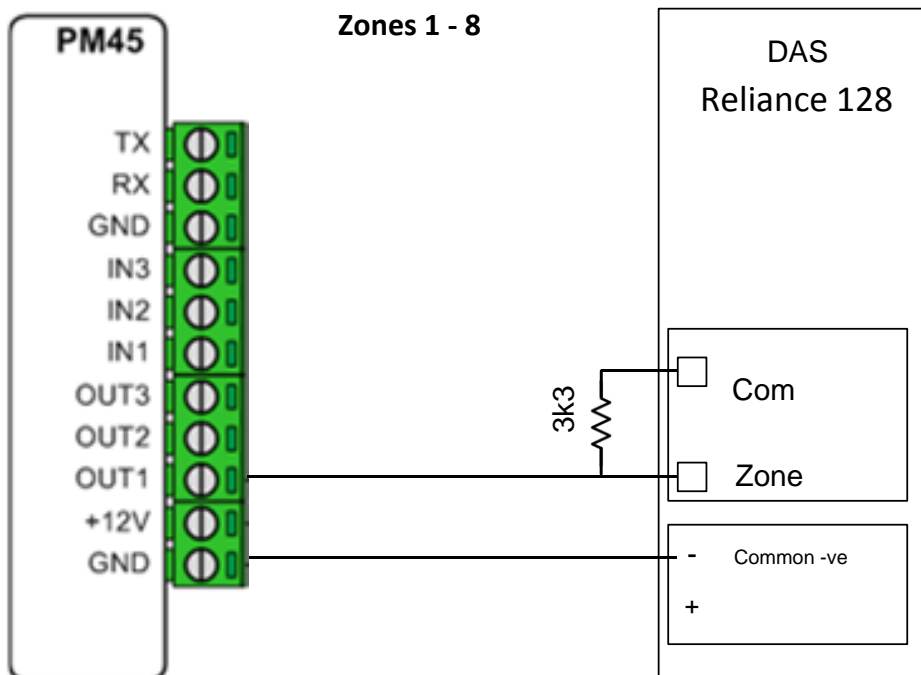 PM45
Zones 1 - 8
DAS
Reliance 128
TX
RX
GND
IN3
IN2
IN1
OUT3
OUT2
OUT1
+12V
GND
3k3
Com
Zone
- Common -ve
+